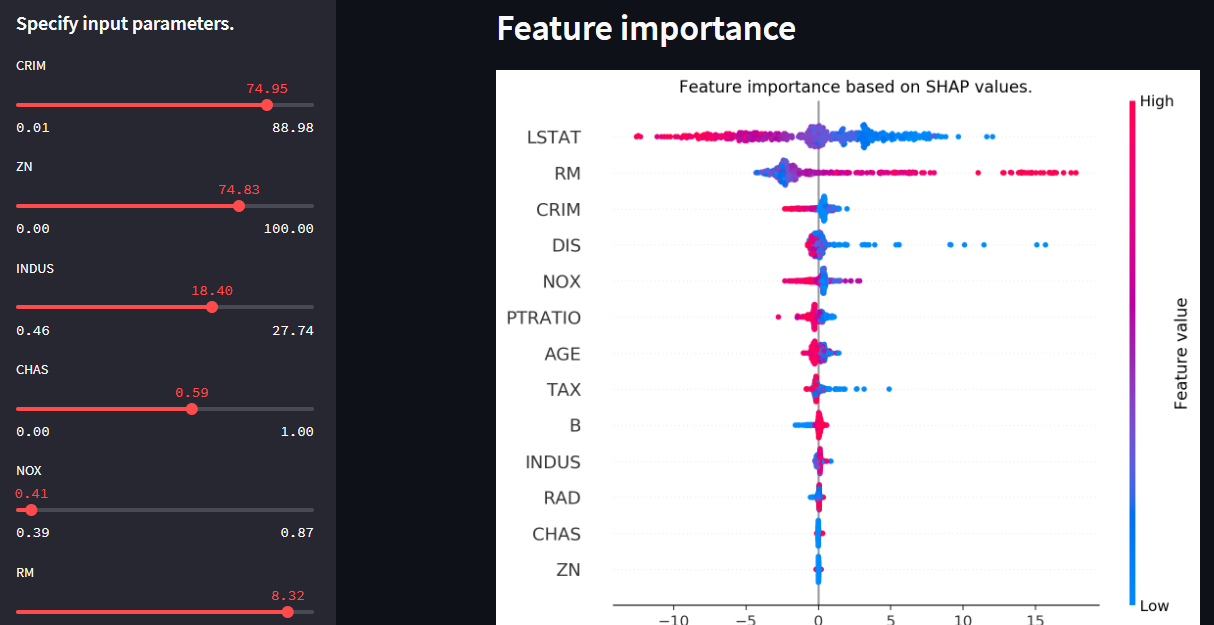 Specify input parameters.
CRIM
74.95
0.01 88.98
ZN
74.83
0.00 100.00
INDUS
18.40
0.46 27.74
CHAS
0.59
0.00 1.00
NOX
0.41
0.39 0.87
RM
8.32
Feature importance
Feature importance based on SHAP values.
LSTAT
RM
CRIM
DIS
NOX
PTRATIO
AGE
TAX
B
INDUS
RAD
CHAS
ZN
−10 −5 0 5 10 15
High
Feature value
Low